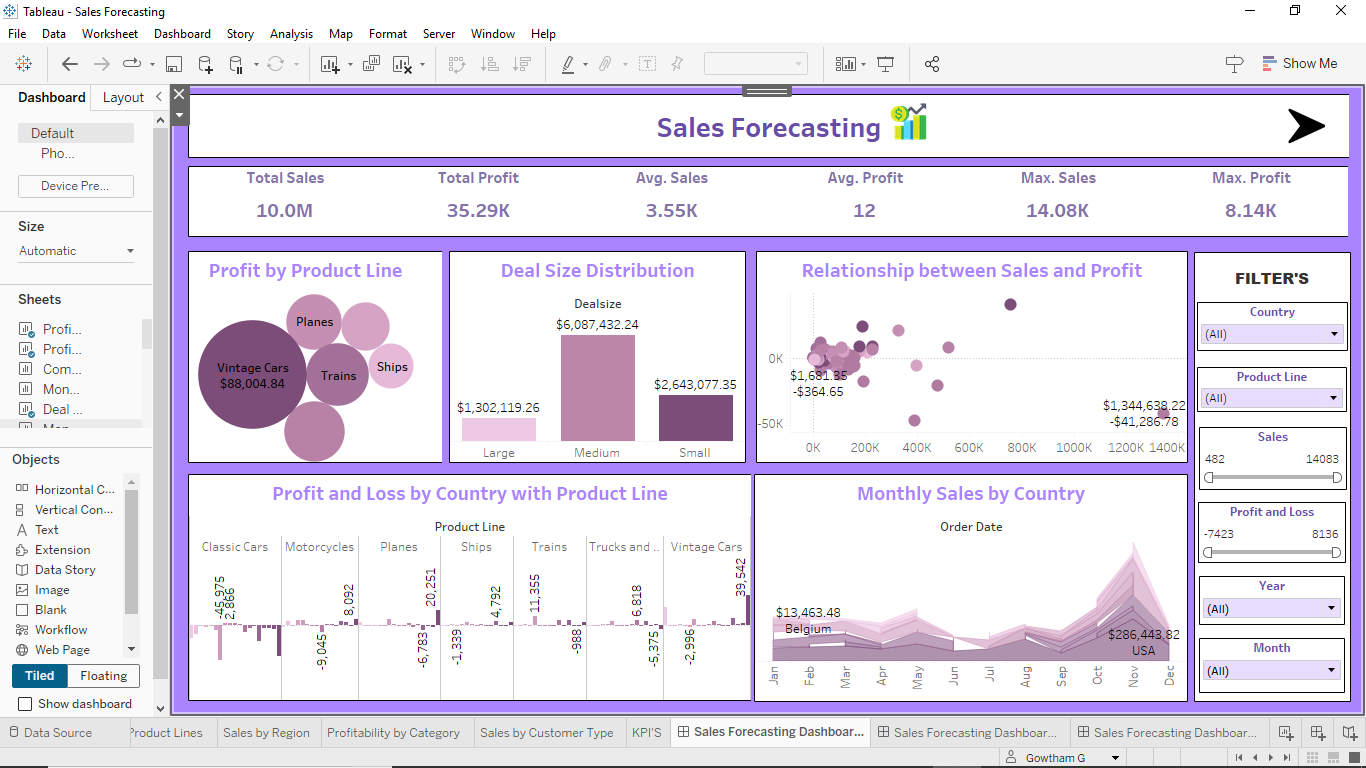 Tableau - Sales Forecasting
File Data Worksheet Dashboard Story Analysis Map Format Server Window Help
Show Me
Dashboard Layout
Default
Pho...
Device Pre...
Size
Automatic
Sheets
Profi...
Profi...
Com...
Mon...
Deal ...
Objects
Horizontal C...
Vertical Con...
Text
Extension
Data Story
Image
Blank
Workflow
Web Page
Tiled Floating
Show dashboard
Sales Forecasting
Total Sales Total Profit Avg. Sales Avg. Profit Max. Sales Max. Profit
10.0M 35.29K 3.55K 12 14.08K 8.14K
Profit by Product Line
Planes
Vintage Cars
$88,004.84
Trains
Ships
Deal Size Distribution
Dealsize
$6,087,432.24
$2,643,077.35
$1,302,119.26
Large Medium Small
Relationship between Sales and Profit
0K
$1,681.35
-$364.65
$1,344,638.22
-$41,286.78
-50K
0K 200K 400K 600K 800K 1000K 1200K 1400K
FILTER'S
Country
(All)
Product Line
(All)
Sales
482 14083
Profit and Loss
-7423 8136
Year
(All)
Month
(All)
Profit and Loss by Country with Product Line
Product Line
Classic Cars Motorcycles Planes Ships Trains Trucks and .. Vintage Cars
-45,975 2,866 -9,045 8,092 -6,783 20,251 -1,339 4,792 11,355 -988 6,818 -5,375 -2,996 39,542
Monthly Sales by Country
Order Date
$13,463.48
Belgium
$286,443.82
USA
Jan Feb Mar Apr May Jun Jul Aug Sep Oct Nov Dec
Data Source Product Lines Sales by Region Profitability by Category Sales by Customer Type KPI'S Sales Forecasting Dashboar... Sales Forecasting Dashboar... Sales Forecasting Dashboar...
Gowtham G